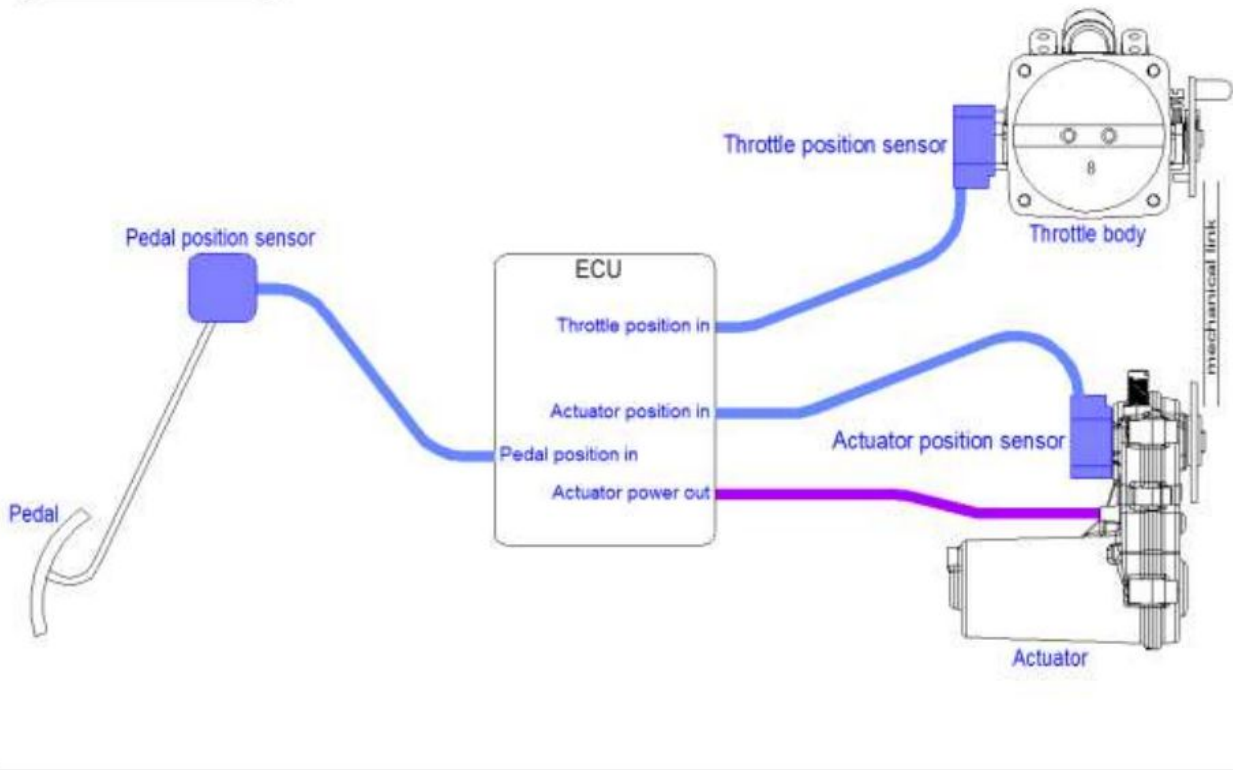 Throttle position sensor
Throttle body
Pedal position sensor
ECU
mechanical link
Throttle position in
Actuator position in
Actuator position sensor
Pedal position in
Actuator power out
Pedal
Actuator